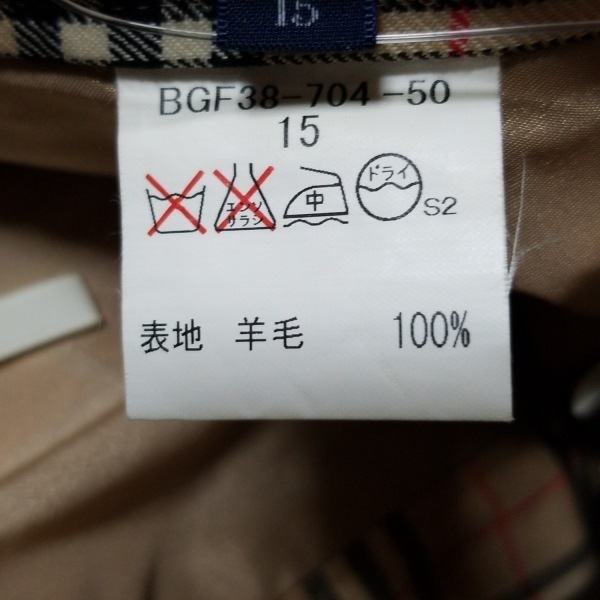 15
BGF38-704-50
15
エンソ
サラシ
中
ドライ
S2
表地 羊毛 100%